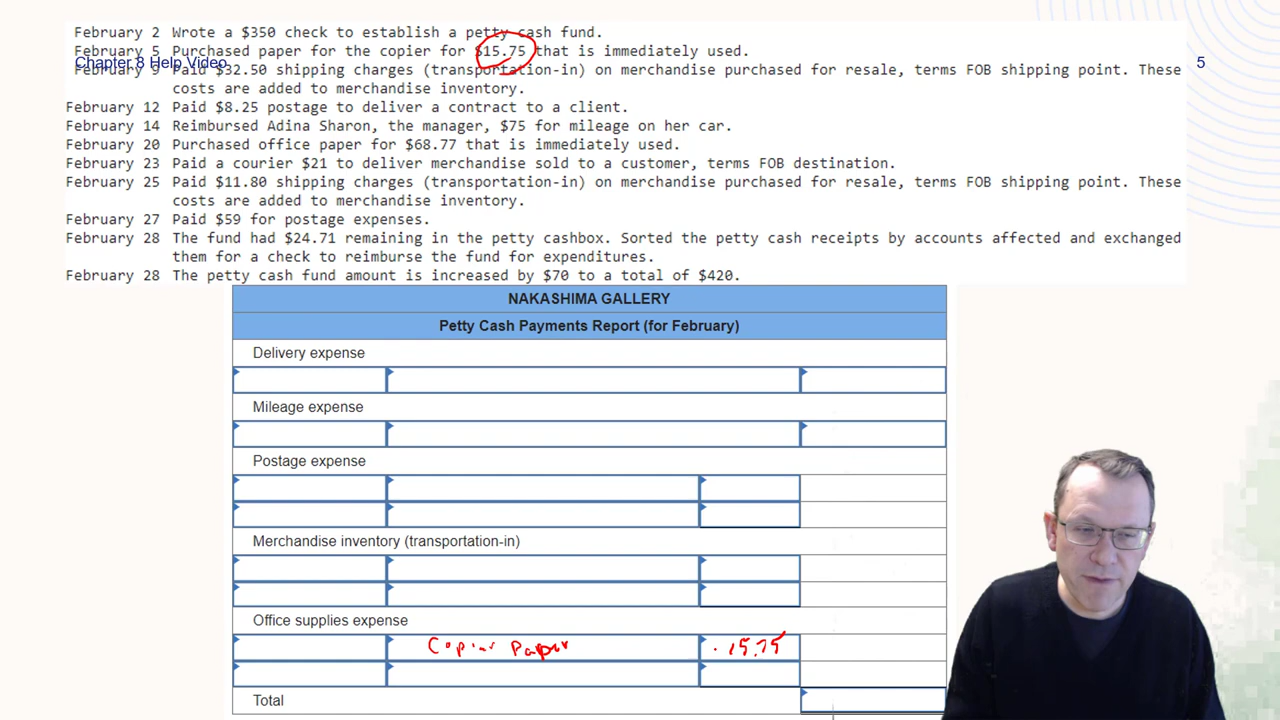 February 2 Wrote a $350 check to establish a petty cash fund.
February 5 Purchased paper for the copier for $15.75 that is immediately used.
Chapter 8 Help Video
5
February 9 Paid $32.50 shipping charges (transportation-in) on merchandise purchased for resale, terms FOB shipping point. These
costs are added to merchandise inventory.
February 12 Paid $8.25 postage to deliver a contract to a client.
February 14 Reimbursed Adina Sharon, the manager, $75 for mileage on her car.
February 20 Purchased office paper for $68.77 that is immediately used.
February 23 Paid a courier $21 to deliver merchandise sold to a customer, terms FOB destination.
February 25 Paid $11.80 shipping charges (transportation-in) on merchandise purchased for resale, terms FOB shipping point. These
costs are added to merchandise inventory.
February 27 Paid $59 for postage expenses.
February 28 The fund had $24.71 remaining in the petty cashbox. Sorted the petty cash receipts by accounts affected and exchanged
them for a check to reimburse the fund for expenditures.
February 28 The petty cash fund amount is increased by $70 to a total of $420.
NAKASHIMA GALLERY
Petty Cash Payments Report (for February)
Delivery expense
Mileage expense
Postage expense
Merchandise inventory (transportation-in)
Office supplies expense
Copier Paper 15.75
Total